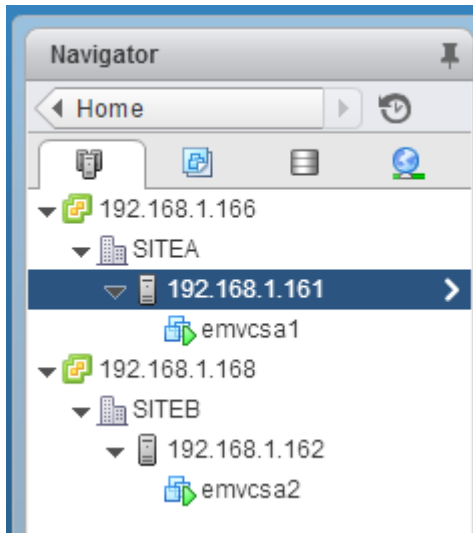 Navigator
Home
192.168.1.166
SITEA
192.168.1.161
emvcsa1
192.168.1.168
SITEB
192.168.1.162
emvcsa2